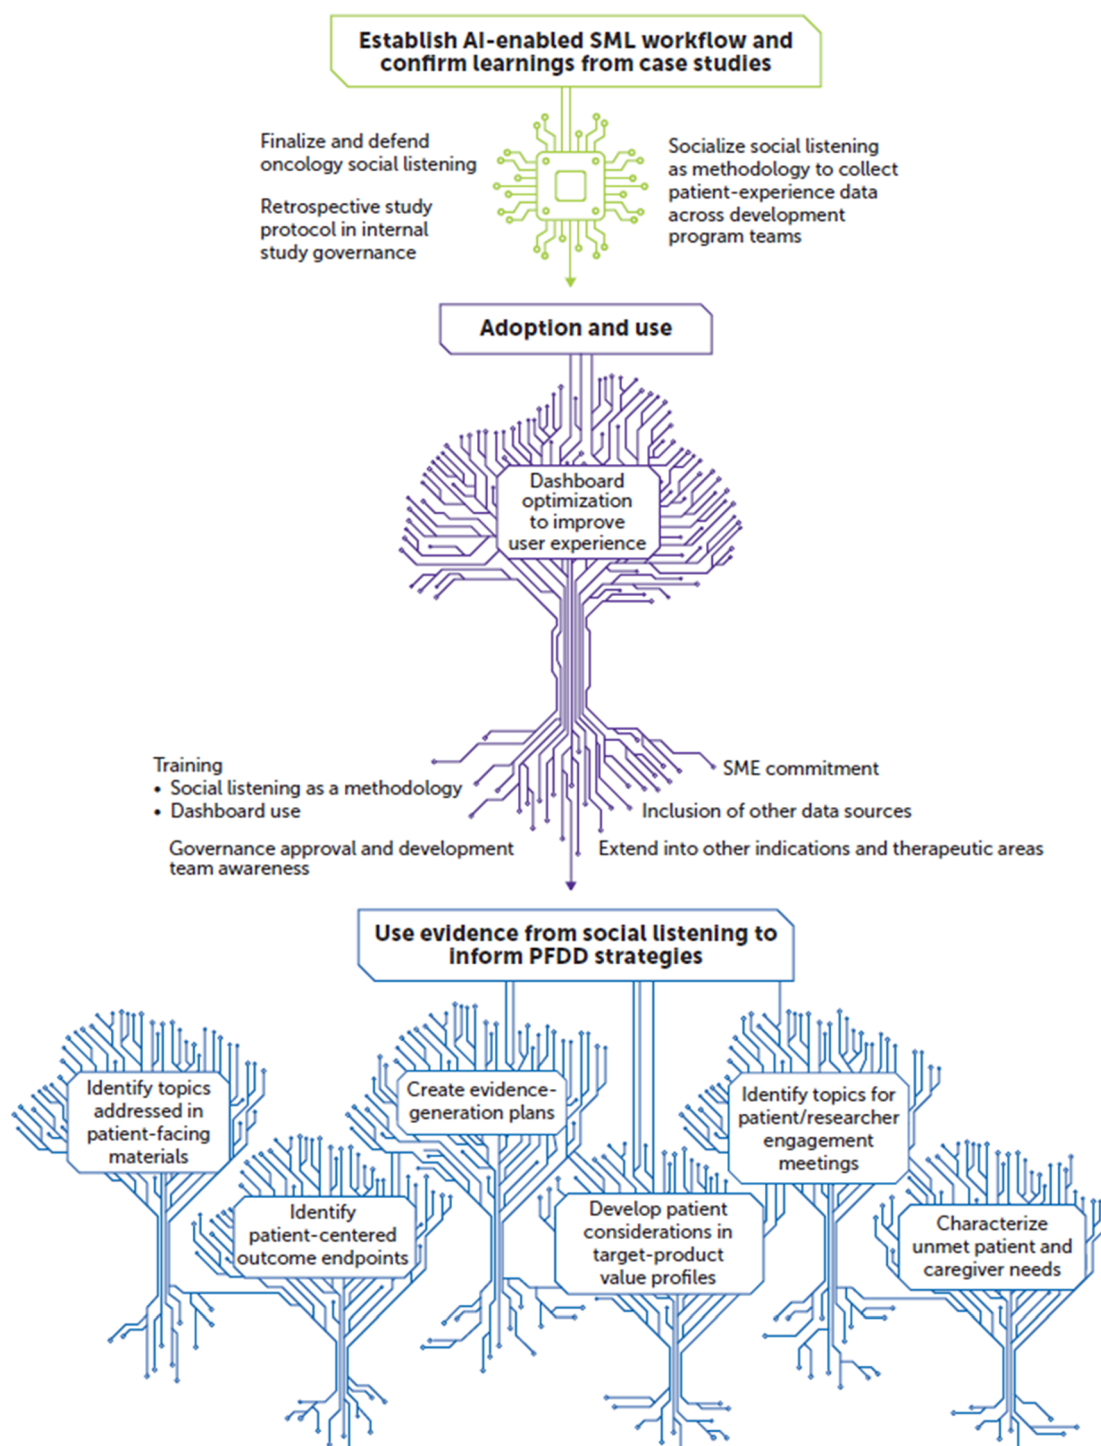 Establish AI-enabled SML workflow and
confirm learnings from case studies
Finalize and defend
oncology social listening
Retrospective study
protocol in internal
study governance
Socialize social listening
as methodology to collect
patient-experience data
across development
program teams
Adoption and use
Dashboard
optimization
to improve
user experience
Training
• Social listening as a methodology
• Dashboard use
Governance approval and development
team awareness
SME commitment
Inclusion of other data sources
Extend into other indications and therapeutic areas
Use evidence from social listening to
inform PFDD strategies
Identify topics
addressed in
patient-facing
materials
Identify
patient-centered
outcome endpoints
Create evidence-
generation plans
Develop patient
considerations in
target-product
value profiles
Identify topics for
patient/researcher
engagement
meetings
Characterize
unmet patient and
caregiver needs